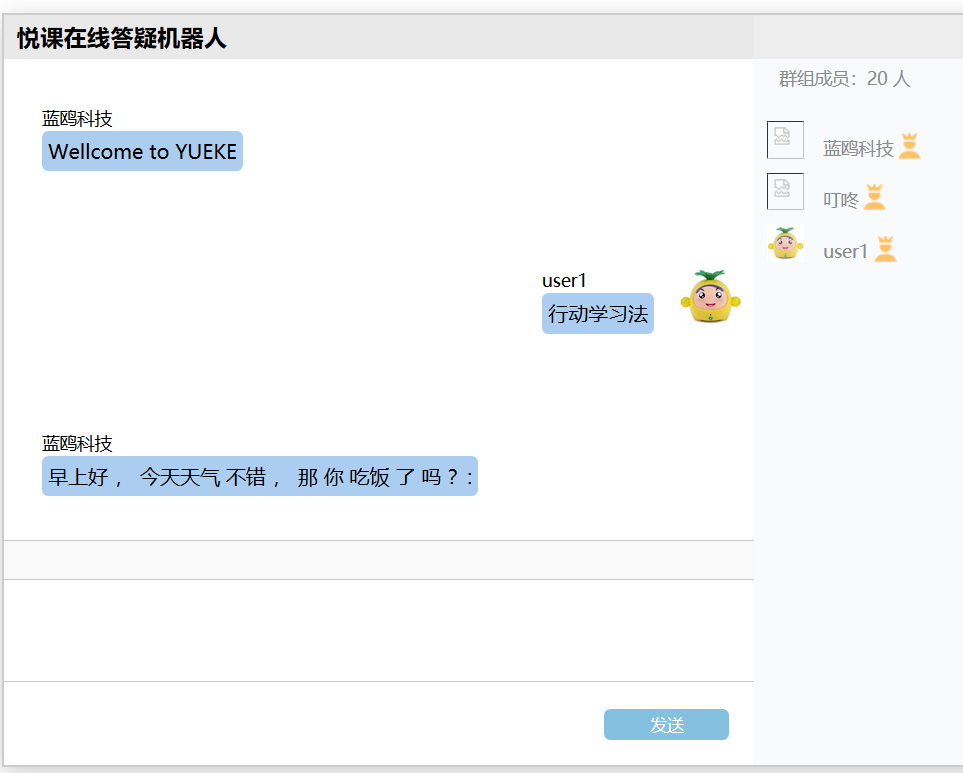 悦课在线答疑机器人
群组成员：20 人
蓝鸥科技
Wellcome to YUEKE
蓝鸥科技
叮咚
user1
user1
行动学习法
蓝鸥科技
早上好 ， 今天天气 不错 ， 那 你 吃饭 了 吗 ? :
发送